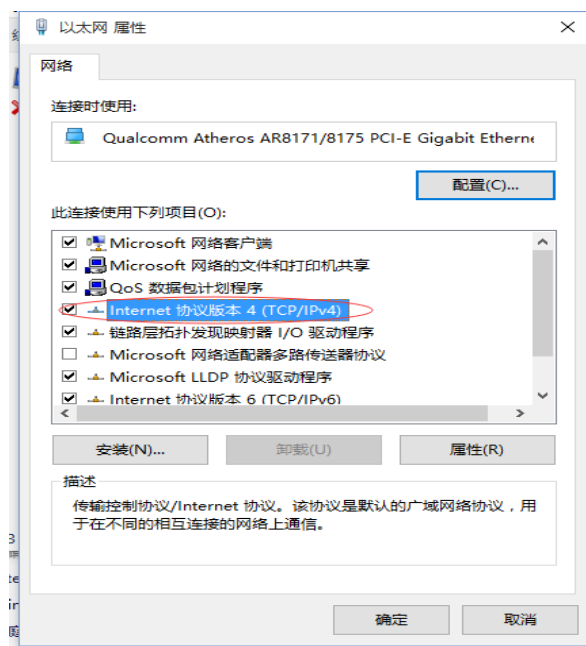 以太网 属性
网络
连接时使用:
Qualcomm Atheros AR8171/8175 PCI-E Gigabit Etherne
配置(C)...
此连接使用下列项目(O):
Microsoft 网络客户端
Microsoft 网络的文件和打印机共享
QoS 数据包计划程序
Internet 协议版本 4 (TCP/IPv4)
链路层拓扑发现映射器 I/O 驱动程序
Microsoft 网络适配器多路传送器协议
Microsoft LLDP 协议驱动程序
Internet 协议版本 6 (TCP/IPv6)
安装(N)...
卸载(U)
属性(R)
描述
传输控制协议/Internet 协议。该协议是默认的广域网络协议，用
于在不同的相互连接的网络上通信。
确定
取消